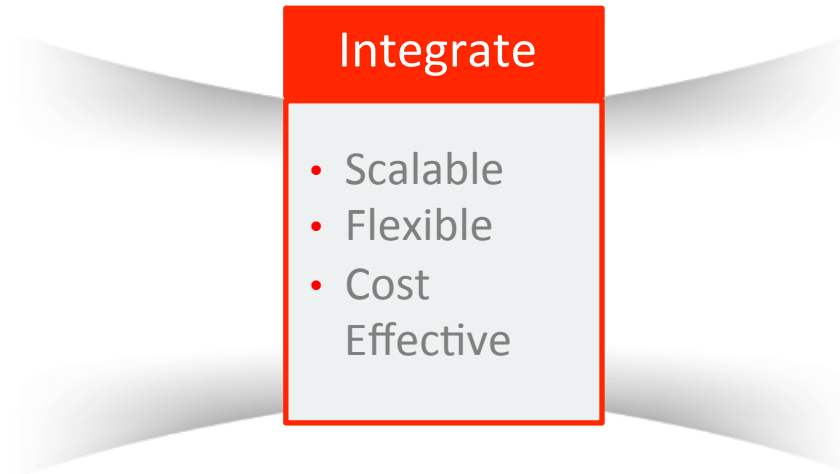 Integrate
• Scalable
• Flexible
• Cost
Effective